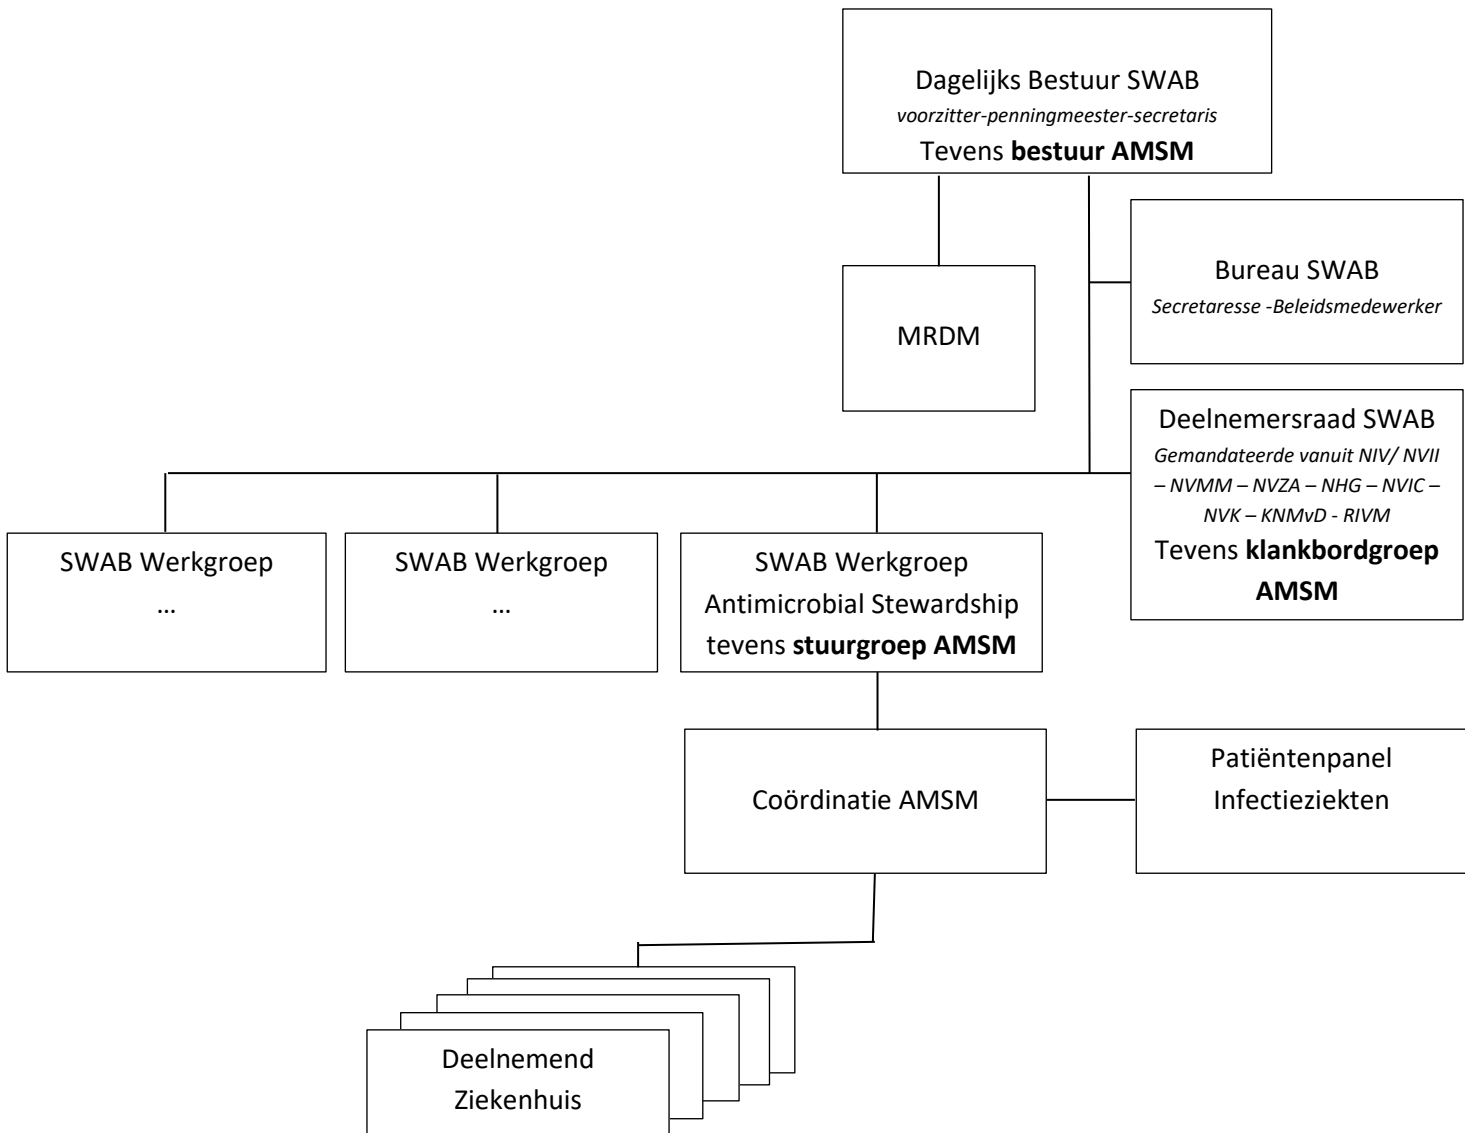 Dagelijks Bestuur SWAB
voorzitter-penningmeester-secretaris
Tevens bestuur AMSM
Bureau SWAB
Secretaresse -Beleidsmedewerker
MRDM
Deelnemersraad SWAB
Gemandateerde vanuit NIV/ NVII
– NVMM – NVZA – NHG – NVIC –
NVK – KNMvD - RIVM
Tevens klankbordgroep
AMSM
SWAB Werkgroep
...
SWAB Werkgroep
...
SWAB Werkgroep
Antimicrobial Stewardship
tevens stuurgroep AMSM
Coördinatie AMSM
Patiëntenpanel
Infectieziekten
Deelnemend
Ziekenhuis